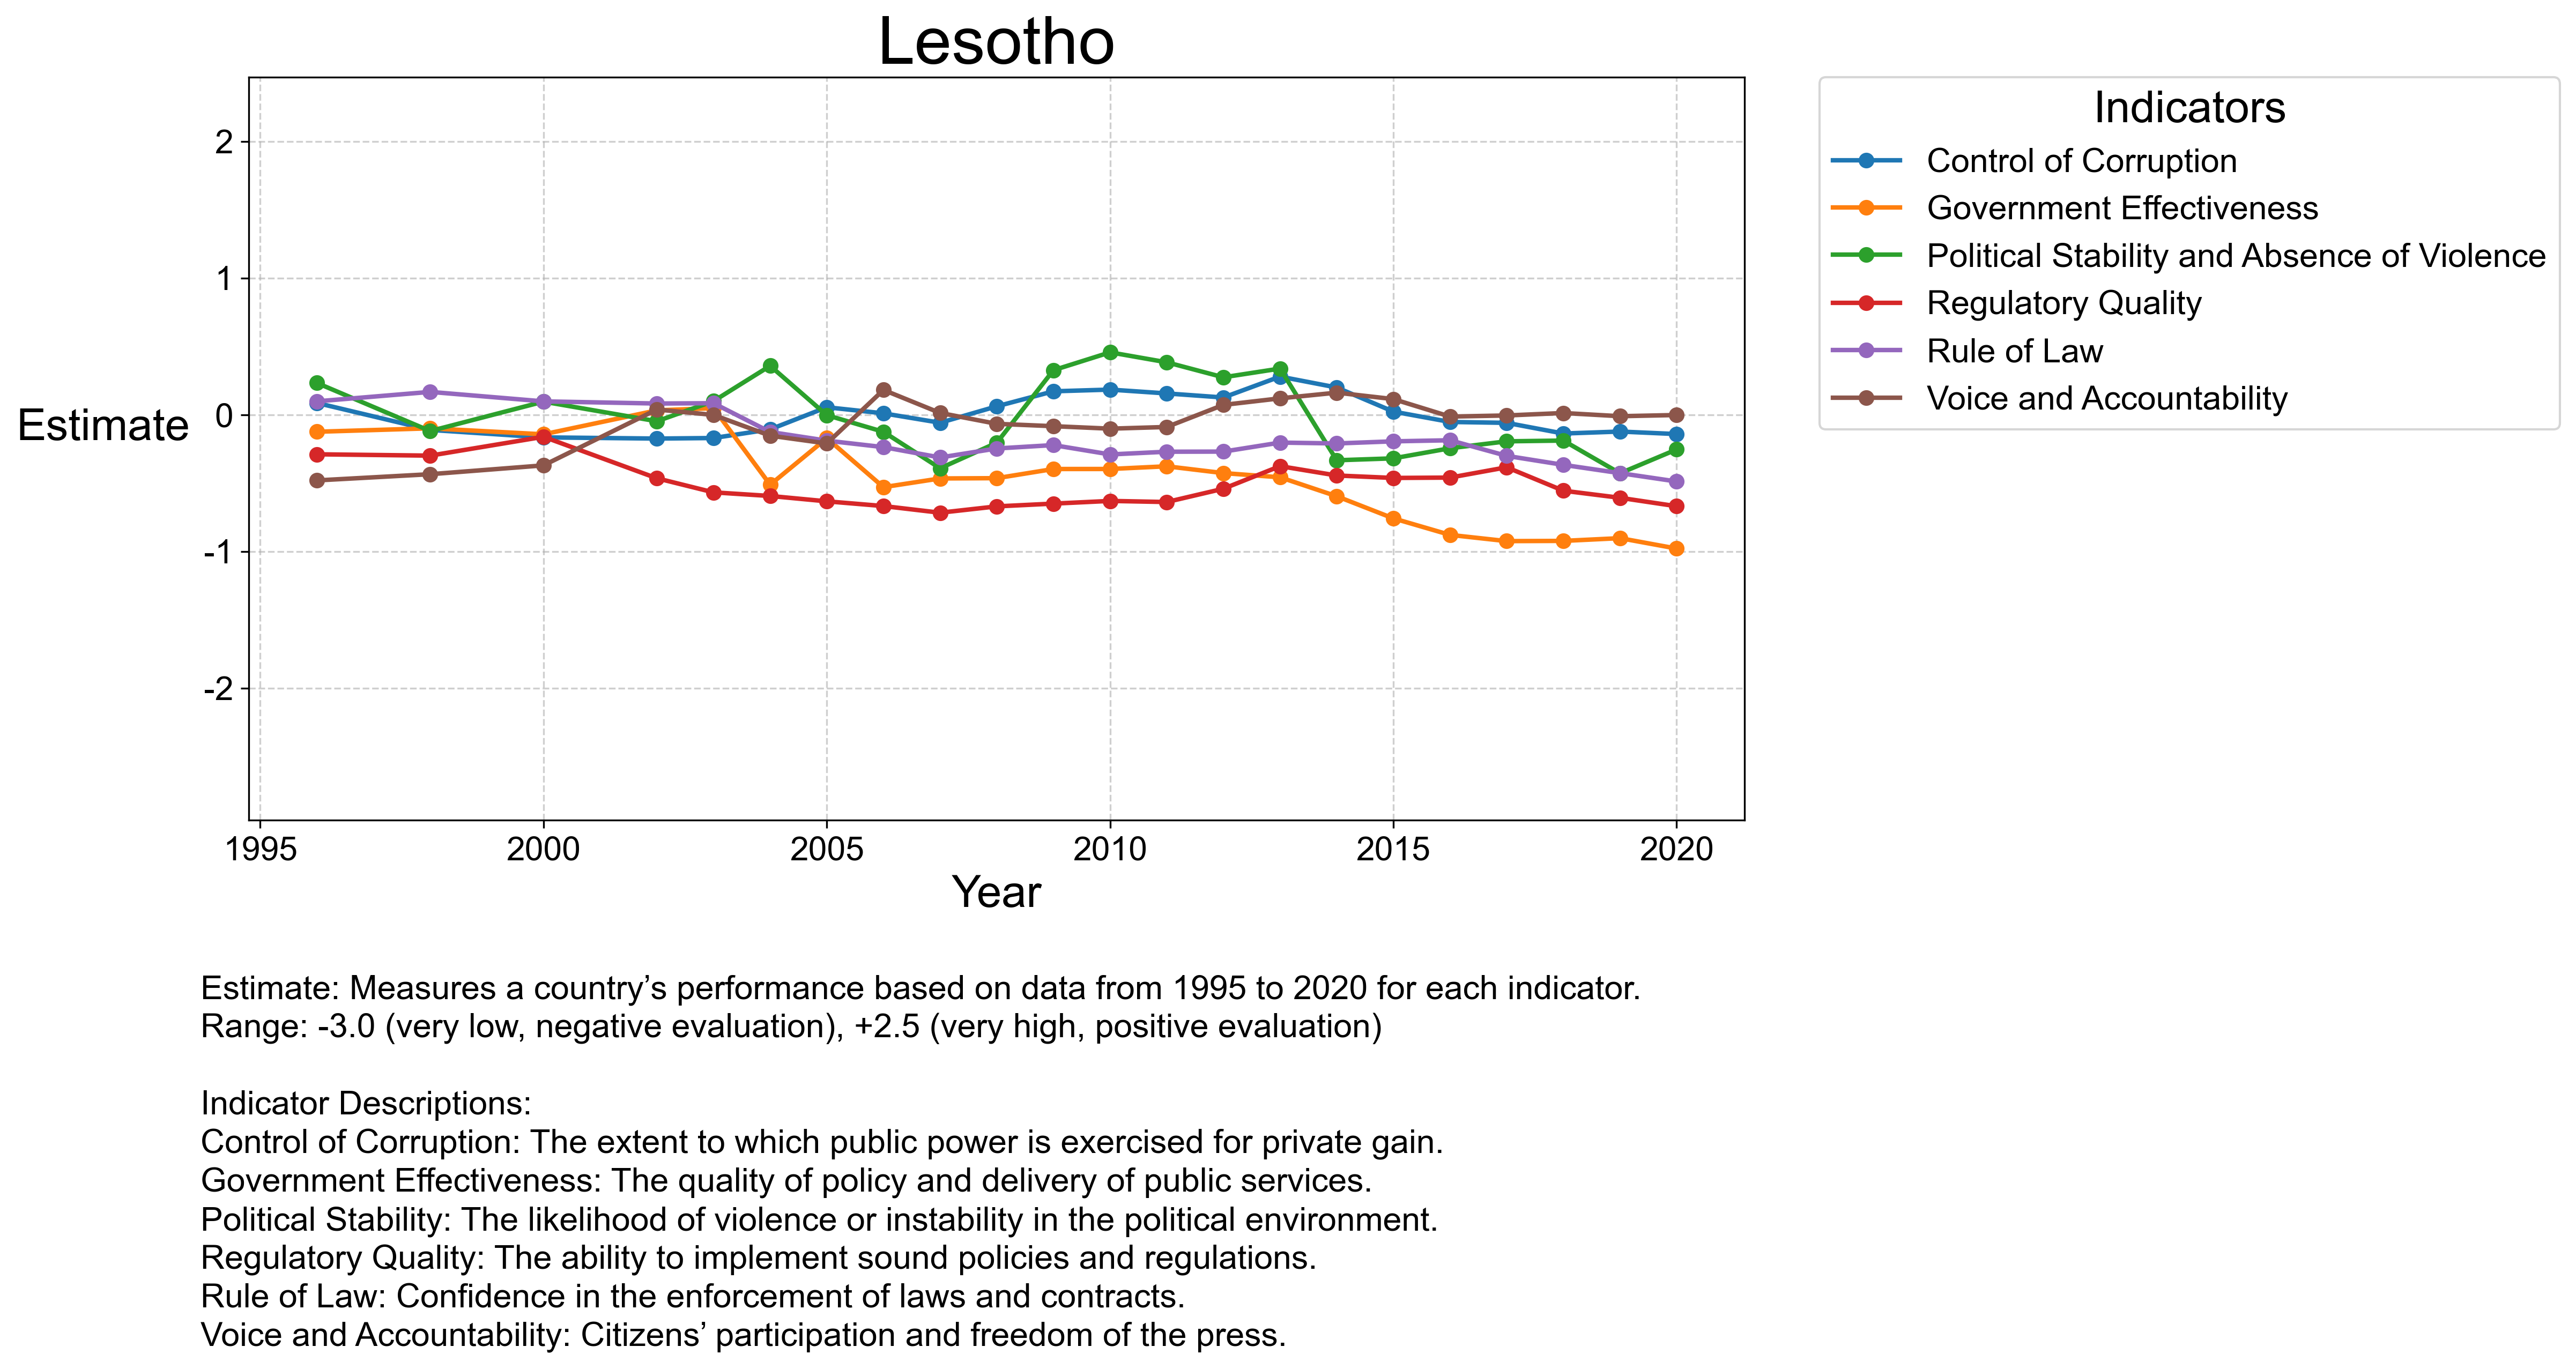 Lesotho
Indicators
Control of Corruption
Government Effectiveness
Political Stability and Absence of Violence
Regulatory Quality
Rule of Law
Voice and Accountability
Estimate
2
1
0
-1
-2
1995 2000 2005 2010 2015 2020
Year
Estimate: Measures a country’s performance based on data from 1995 to 2020 for each indicator.
Range: -3.0 (very low, negative evaluation), +2.5 (very high, positive evaluation)
Indicator Descriptions:
Control of Corruption: The extent to which public power is exercised for private gain.
Government Effectiveness: The quality of policy and delivery of public services.
Political Stability: The likelihood of violence or instability in the political environment.
Regulatory Quality: The ability to implement sound policies and regulations.
Rule of Law: Confidence in the enforcement of laws and contracts.
Voice and Accountability: Citizens’ participation and freedom of the press.